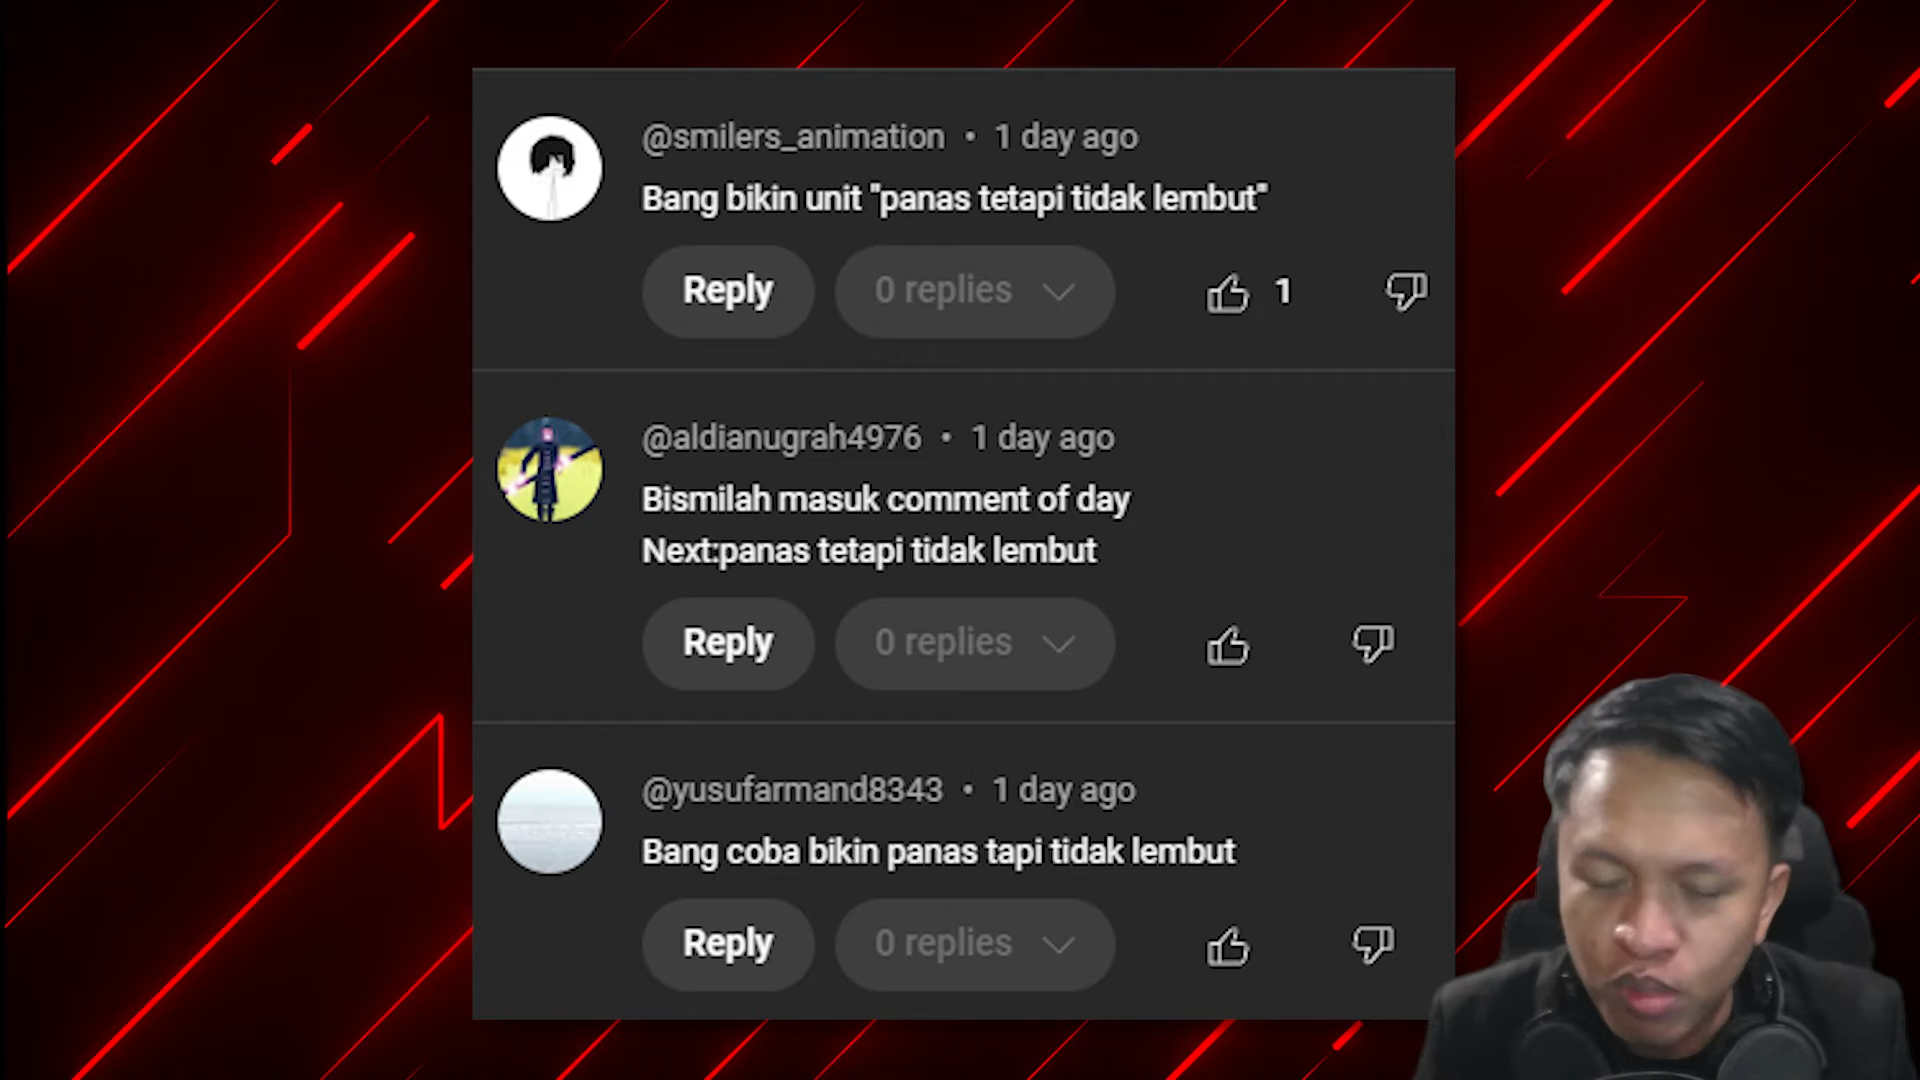 @smilers_animation • 1 day ago
Bang bikin unit "panas tetapi tidak lembut"
Reply 0 replies 1
@aldianugrah4976 • 1 day ago
Bismilah masuk comment of day
Next:panas tetapi tidak lembut
Reply 0 replies
@yusufarmand8343 • 1 day ago
Bang coba bikin panas tapi tidak lembut
Reply 0 replies